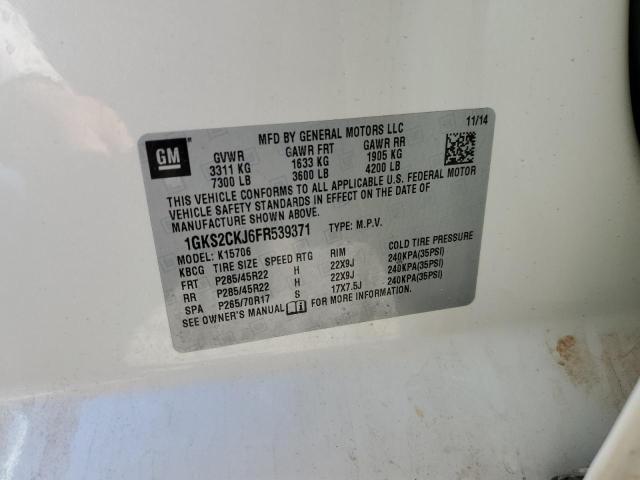 GM
MFD BY GENERAL MOTORS LLC
11/14
GVWR GAWR FRT GAWR RR
3311 KG 1633 KG 1905 KG
7300 LB 3600 LB 4200 LB
THIS VEHICLE CONFORMS TO ALL APPLICABLE U.S. FEDERAL MOTOR
VEHICLE SAFETY STANDARDS IN EFFECT ON THE DATE OF
MANUFACTURE SHOWN ABOVE.
1GKS2CKJ6FR539371 TYPE: M.P.V.
MODEL: K15706
KBCG TIRE SIZE SPEED RTG RIM COLD TIRE PRESSURE
FRT P285/45R22 H 22X9J 240KPA(35PSI)
RR P285/45R22 H 22X9J 240KPA(35PSI)
SPA P265/70R17 S 17X7.5J 240KPA(35PSI)
SEE OWNER'S MANUAL FOR MORE INFORMATION.